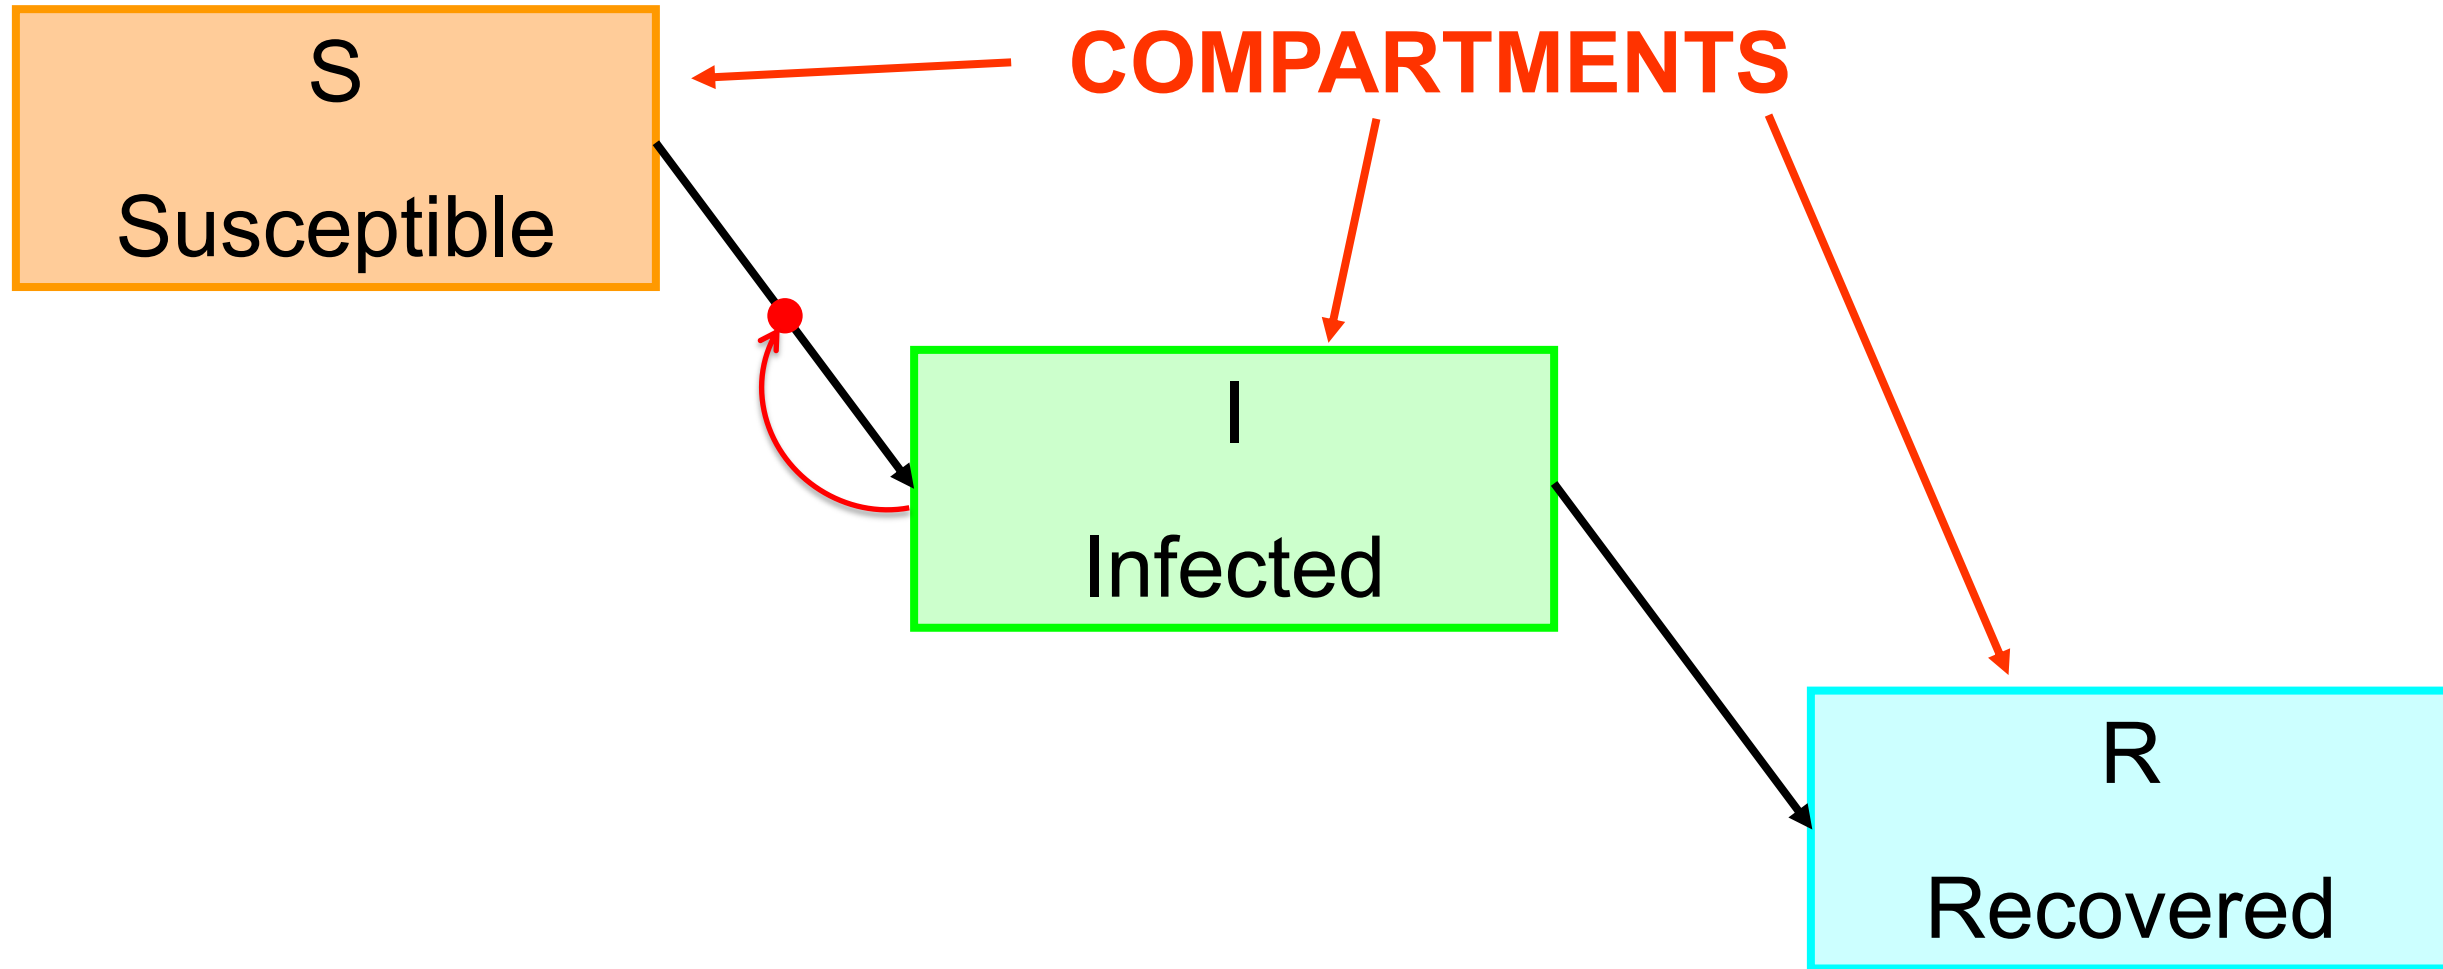 S
Susceptible
COMPARTMENTS
I
Infected
R
Recovered